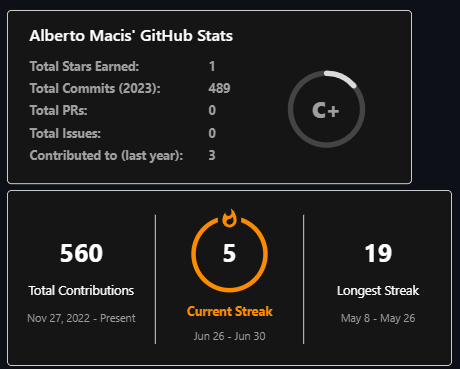 Alberto Macis' GitHub Stats
Total Stars Earned: 1
Total Commits (2023): 489
Total PRs: 0
Total Issues: 0
Contributed to (last year): 3
C+
560
Total Contributions
Nov 27, 2022 - Present
5
Current Streak
Jun 26 - Jun 30
19
Longest Streak
May 8 - May 26